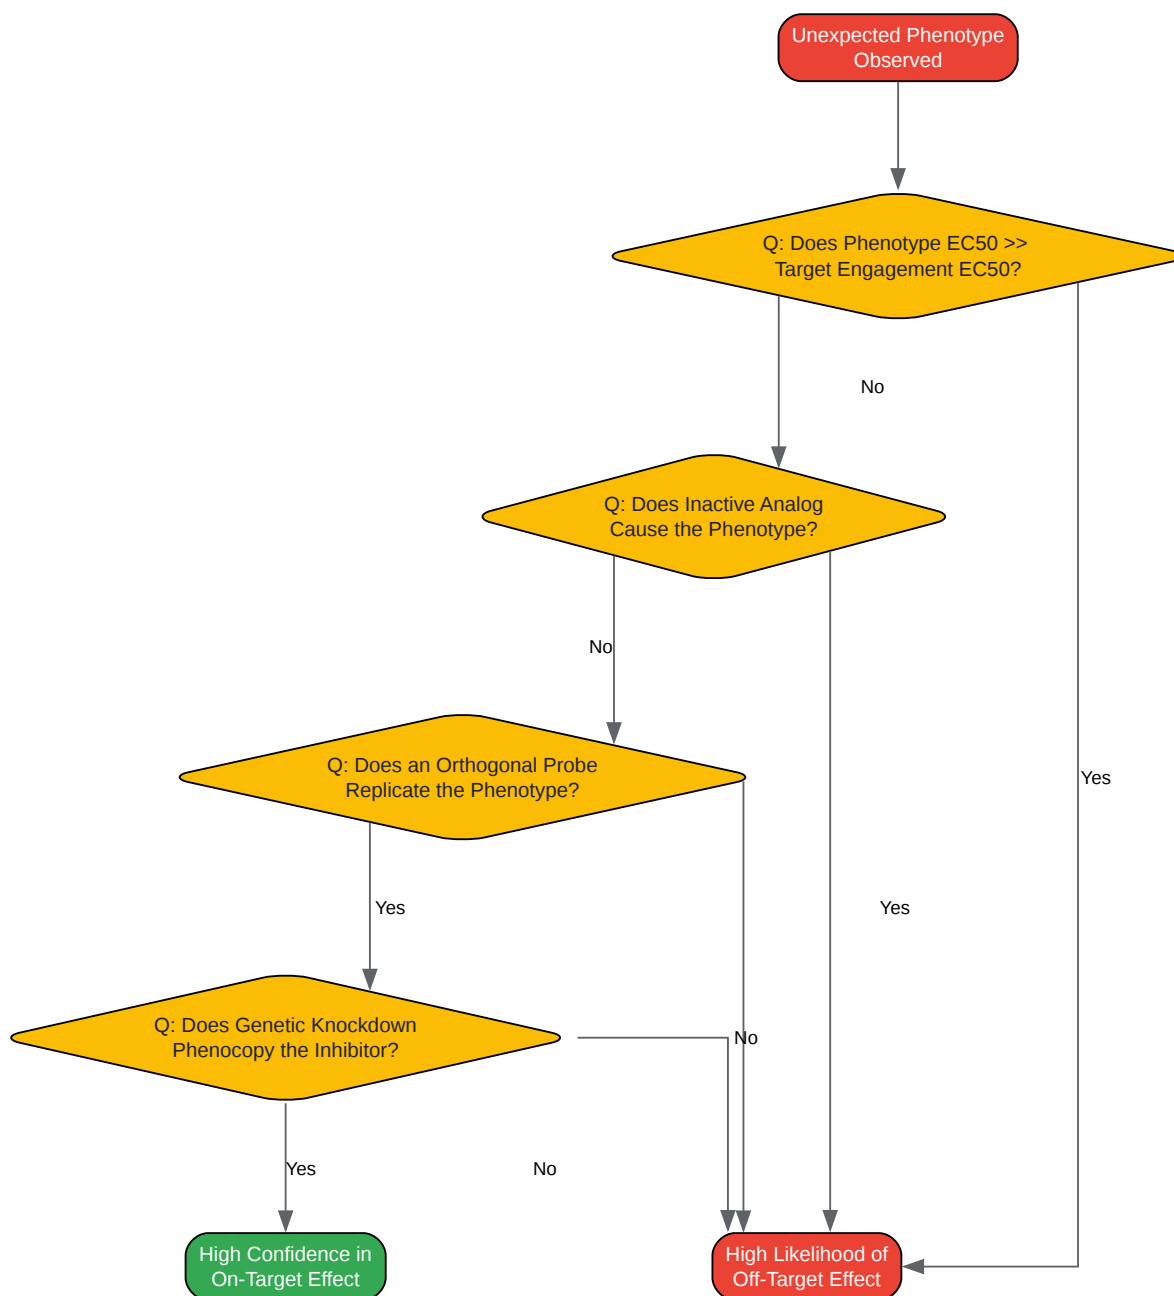 Unexpected Phenotype
Observed
Q: Does Phenotype EC50 >>
Target Engagement EC50?
No
Q: Does Inactive Analog
Cause the Phenotype?
No
Q: Does an Orthogonal Probe
Replicate the Phenotype?
Yes
Yes
Yes
Q: Does Genetic Knockdown
Phenocopy the Inhibitor?
No
Yes
No
High Confidence in
On-Target Effect
High Likelihood of
Off-Target Effect